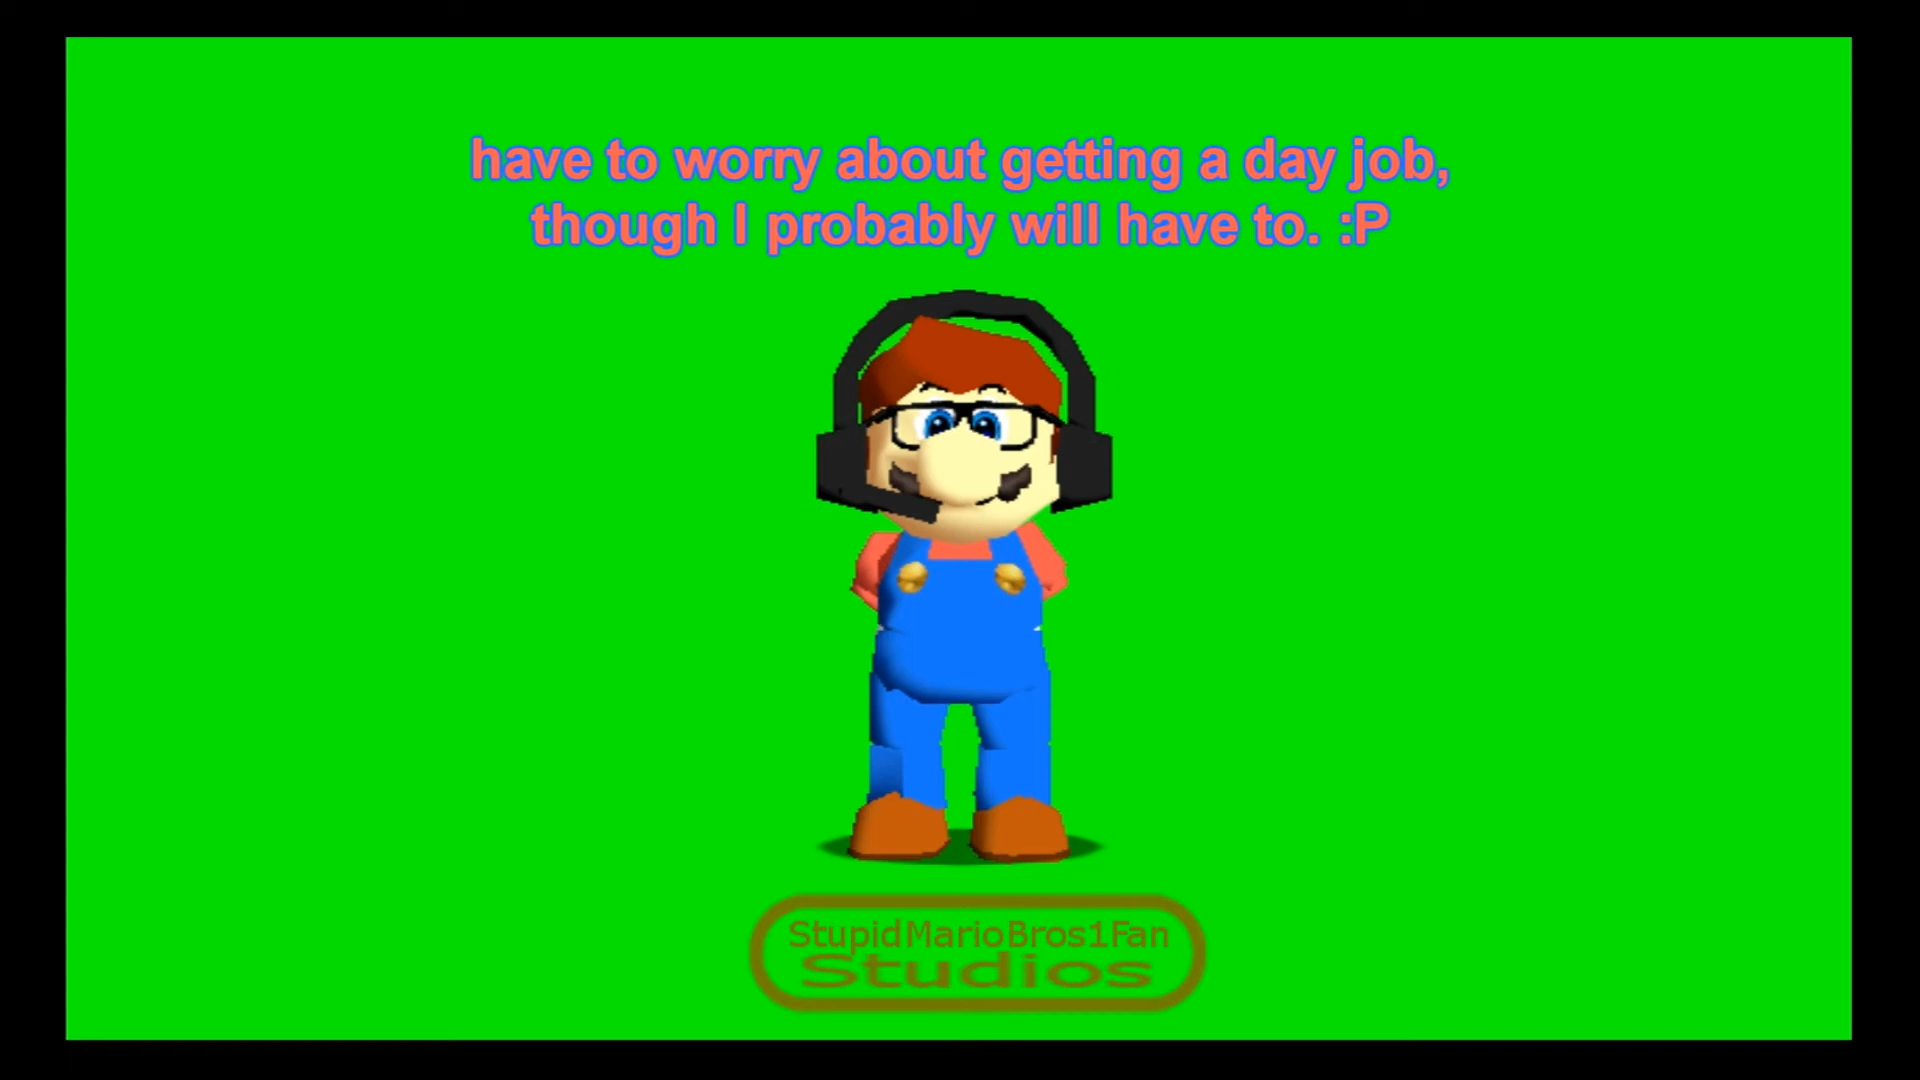 have to worry about getting a day job,
though I probably will have to. :P
StupidMarioBros1Fan
Studios